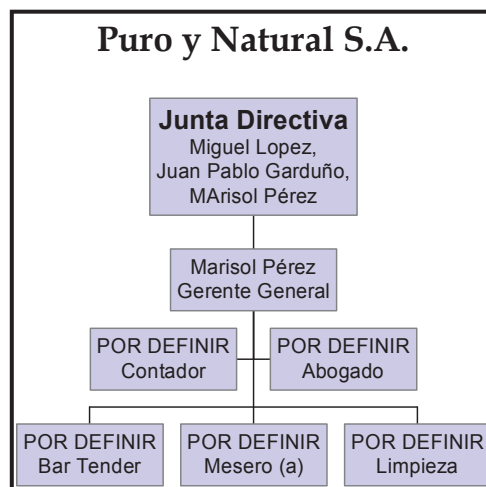 Puro y Natural S.A.
Junta Directiva
Miguel Lopez,
Juan Pablo Garduño,
MArisol Pérez
Marisol Pérez
Gerente General
POR DEFINIR
Contador
POR DEFINIR
Abogado
POR DEFINIR
Bar Tender
POR DEFINIR
Mesero (a)
POR DEFINIR
Limpieza